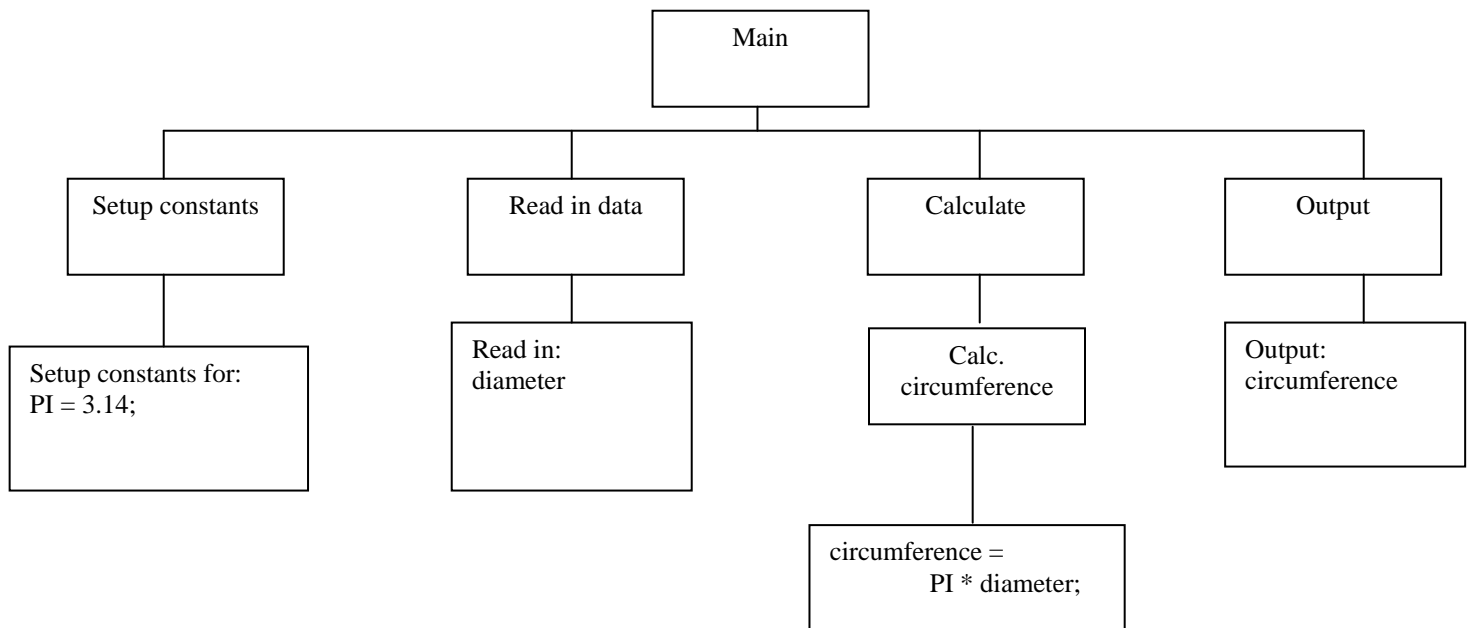 Main
Setup constants
Read in data
Calculate
Output
Setup constants for:
PI = 3.14;
Read in:
diameter
Calc.
circumference
Output:
circumference
circumference =
PI * diameter;